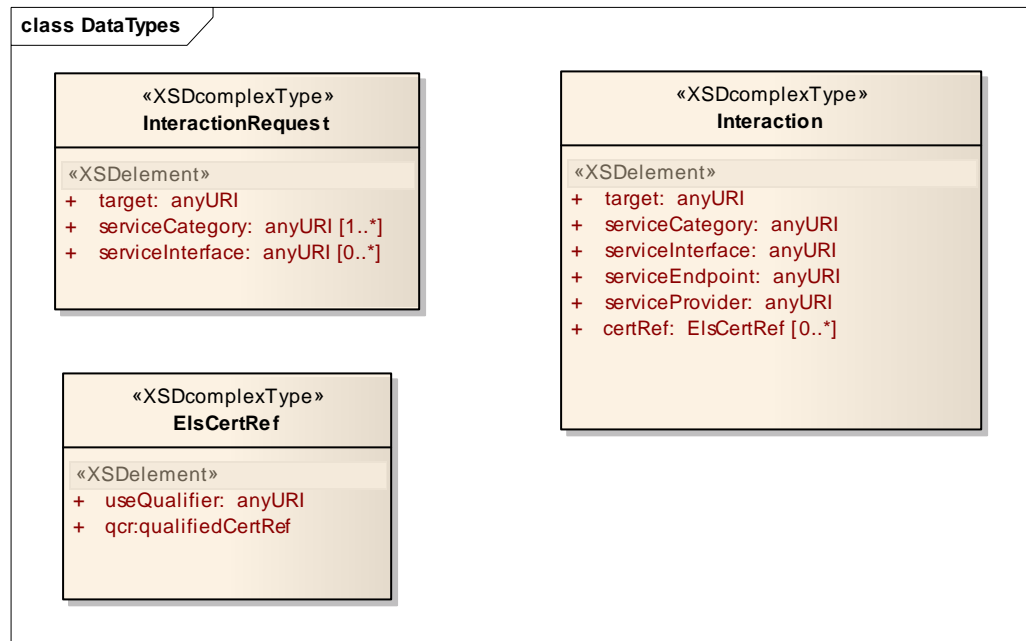 class DataTypes
«XSDcomplexType»
InteractionRequest
«XSDelement»
+ target: anyURI
+ serviceCategory: anyURI [1..*]
+ serviceInterface: anyURI [0..*]
«XSDcomplexType»
Interaction
«XSDelement»
+ target: anyURI
+ serviceCategory: anyURI
+ serviceInterface: anyURI
+ serviceEndpoint: anyURI
+ serviceProvider: anyURI
+ certRef: ElsCertRef [0..*]
«XSDcomplexType»
ElsCertRef
«XSDelement»
+ useQualifier: anyURI
+ qcr:qualifiedCertRef